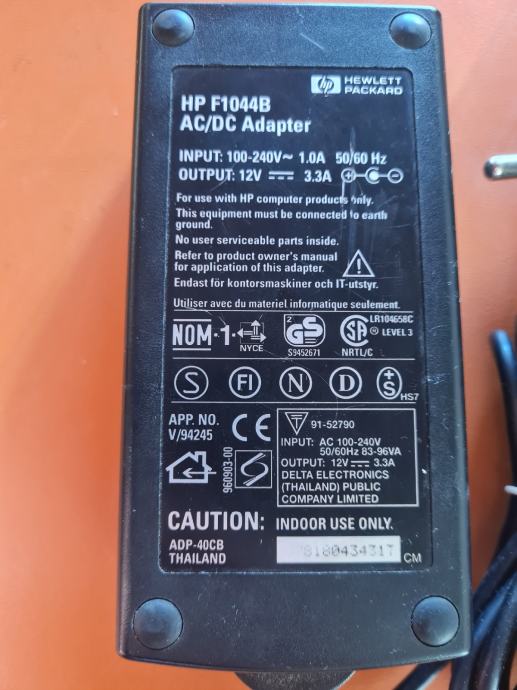 hp HEWLETT
PACKARD
HP F1044B
AC/DC Adapter
INPUT: 100-240V~ 1.0A 50/60 Hz
OUTPUT: 12V ⎓ 3.3A
For use with HP computer products only.
This equipment must be connected to earth
ground.
No user serviceable parts inside.
Refer to product owner's manual
for application of this adapter.
Endast för kontorsmaskiner och IT-utstyr.
Utiliser avec du materiel informatique seulement.
NOM-1- NYCE
2 GS S9452671
SA ® LR104658C
LEVEL 3
NRTL/C
S FI N D +S HS7
APP. NO.
V/94245
CE
960903-00
T 91-52790
INPUT: AC 100-240V
50/60Hz 83-96VA
OUTPUT: 12V ⎓ 3.3A
DELTA ELECTRONICS
(THAILAND) PUBLIC
COMPANY LIMITED
CAUTION: INDOOR USE ONLY.
ADP-40CB
THAILAND
8180434317
CM